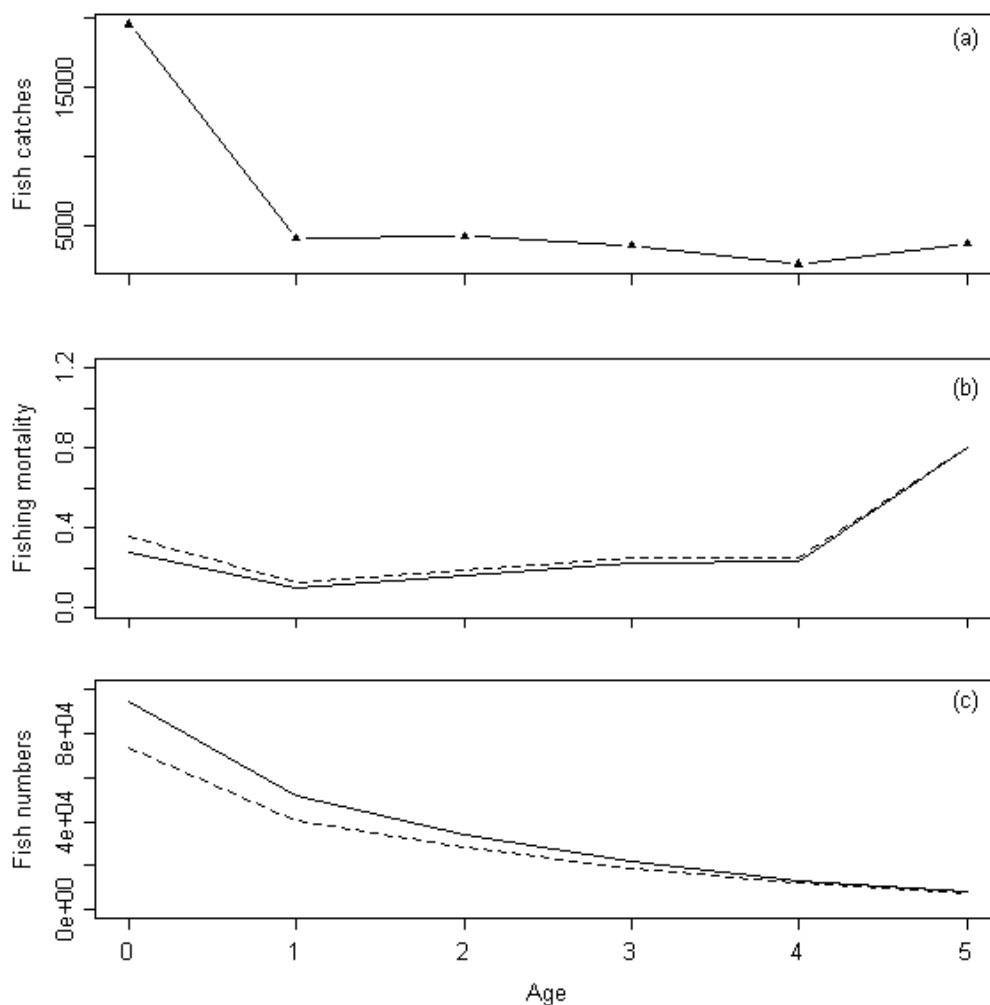 (a)
Fish catches
15000
5000
(b)
Fishing mortality
1.2
0.8
0.4
0.0
(c)
Fish numbers
8e+04
4e+04
0e+00
0 1 2 3 4 5
Age